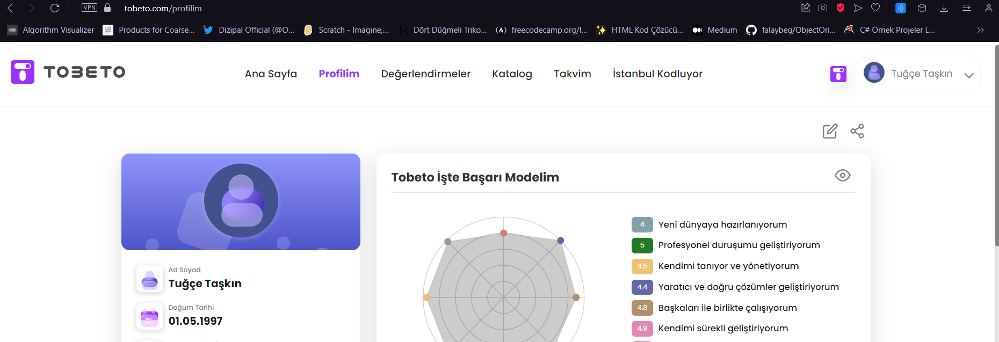 VPN tobeto.com/profilim
Algorithm Visualizer Products for Coarse... Dizipal Official (@O... Scratch - Imagine,... Dört Düğmeli Triko... freecodecamp.org/l... HTML Kod Çözücü... Medium falaybeg/ObjectOri... C# Örnek Projeler L...
TOBETO Ana Sayfa Profilim Değerlendirmeler Katalog Takvim İstanbul Kodluyor Tuğçe Taşkın
Tobeto İşte Başarı Modelim
4 Yeni dünyaya hazırlanıyorum
5 Profesyonel duruşumu geliştiriyorum
4.5 Kendimi tanıyor ve yönetiyorum
4.4 Yaratıcı ve doğru çözümler geliştiriyorum
4.8 Başkaları ile birlikte çalışıyorum
4.9 Kendimi sürekli geliştiriyorum
Ad Soyad
Tuğçe Taşkın
Doğum Tarihi
01.05.1997